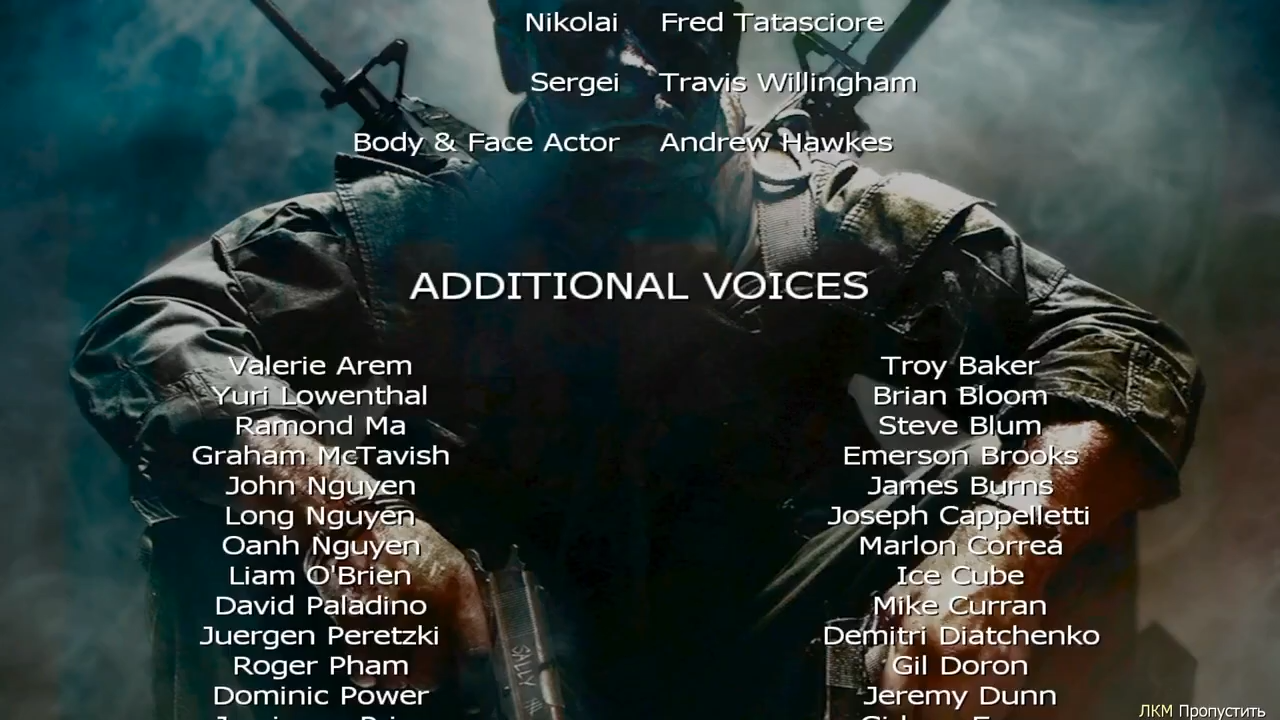 Nikolai Fred Tatasciore
Sergei Travis Willingham
Body & Face Actor Andrew Hawkes
ADDITIONAL VOICES
Valerie Arem Troy Baker
Yuri Lowenthal Brian Bloom
Ramond Ma Steve Blum
Graham McTavish Emerson Brooks
John Nguyen James Burns
Long Nguyen Joseph Cappelletti
Oanh Nguyen Marlon Correa
Liam O'Brien Ice Cube
David Paladino Mike Curran
Juergen Peretzki Demitri Diatchenko
Roger Pham Gil Doron
Dominic Power Jeremy Dunn
SALLY
ЛКМ Пропустить